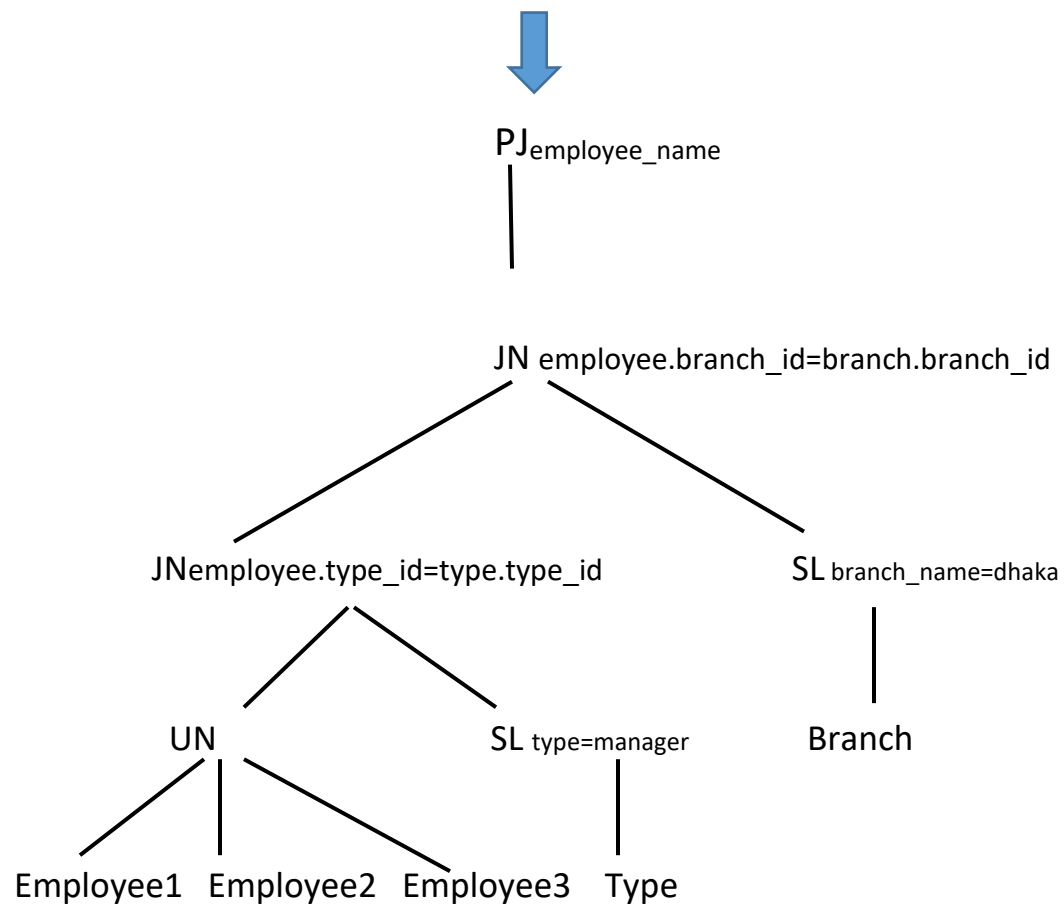 PJemployee_name
JN employee.branch_id=branch.branch_id
JNemployee.type_id=type.type_id SL branch_name=dhaka
UN SL type=manager Branch
Employee1 Employee2 Employee3 Type